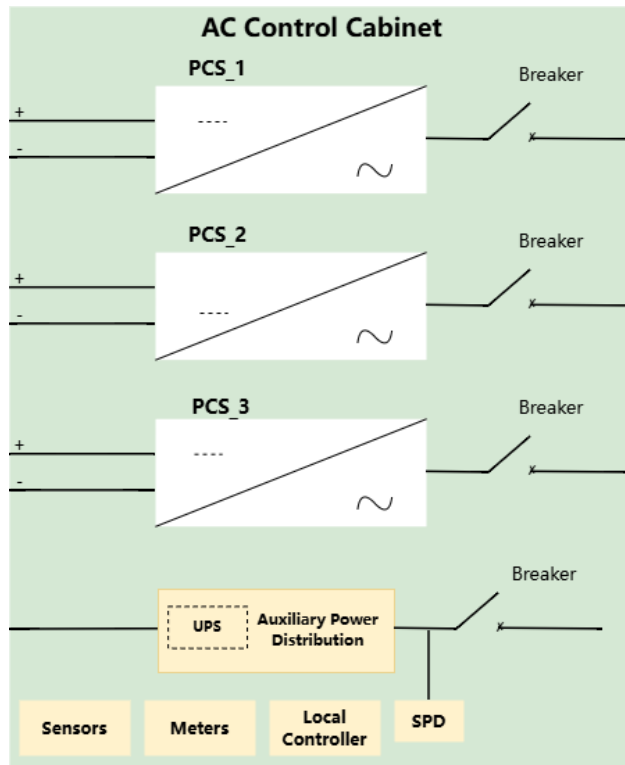 AC Control Cabinet
PCS_1
Breaker
+
-
PCS_2
Breaker
+
-
PCS_3
Breaker
+
-
Breaker
UPS
Auxiliary Power
Distribution
Sensors
Meters
Local
Controller
SPD